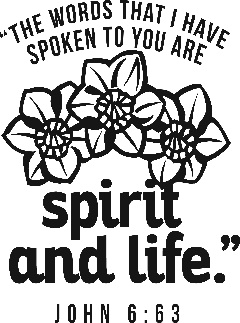 “THE WORDS THAT I HAVE
SPOKEN TO YOU ARE
spirit
and life.”
JOHN 6:63